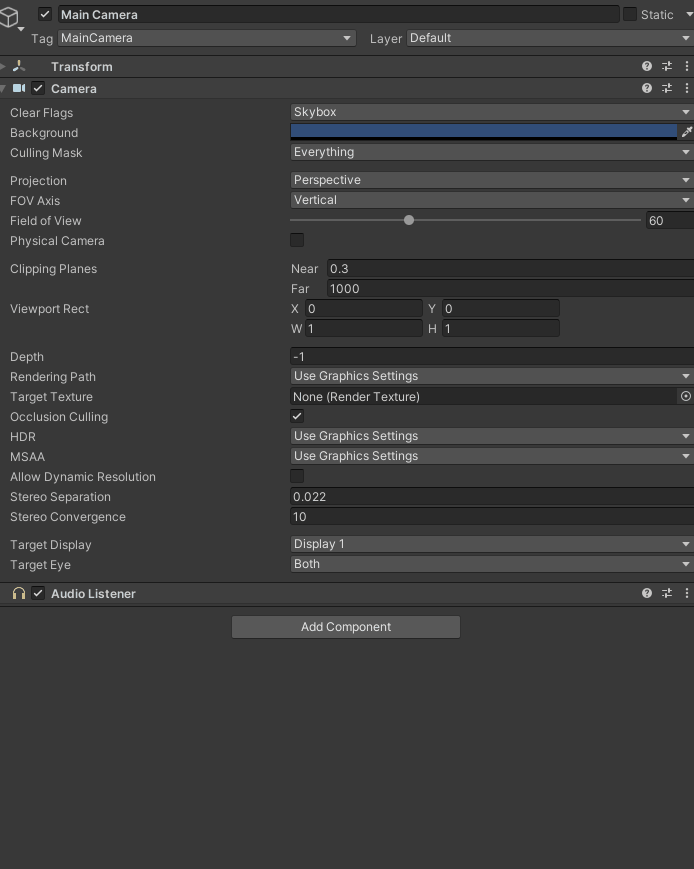 Main Camera Static
Tag MainCamera Layer Default
Transform
Camera
Clear Flags Skybox
Background
Culling Mask Everything
Projection Perspective
FOV Axis Vertical
Field of View 60
Physical Camera
Clipping Planes Near 0.3
Far 1000
Viewport Rect X 0 Y 0
W 1 H 1
Depth -1
Rendering Path Use Graphics Settings
Target Texture None (Render Texture)
Occlusion Culling
HDR Use Graphics Settings
MSAA Use Graphics Settings
Allow Dynamic Resolution
Stereo Separation 0.022
Stereo Convergence 10
Target Display Display 1
Target Eye Both
Audio Listener
Add Component